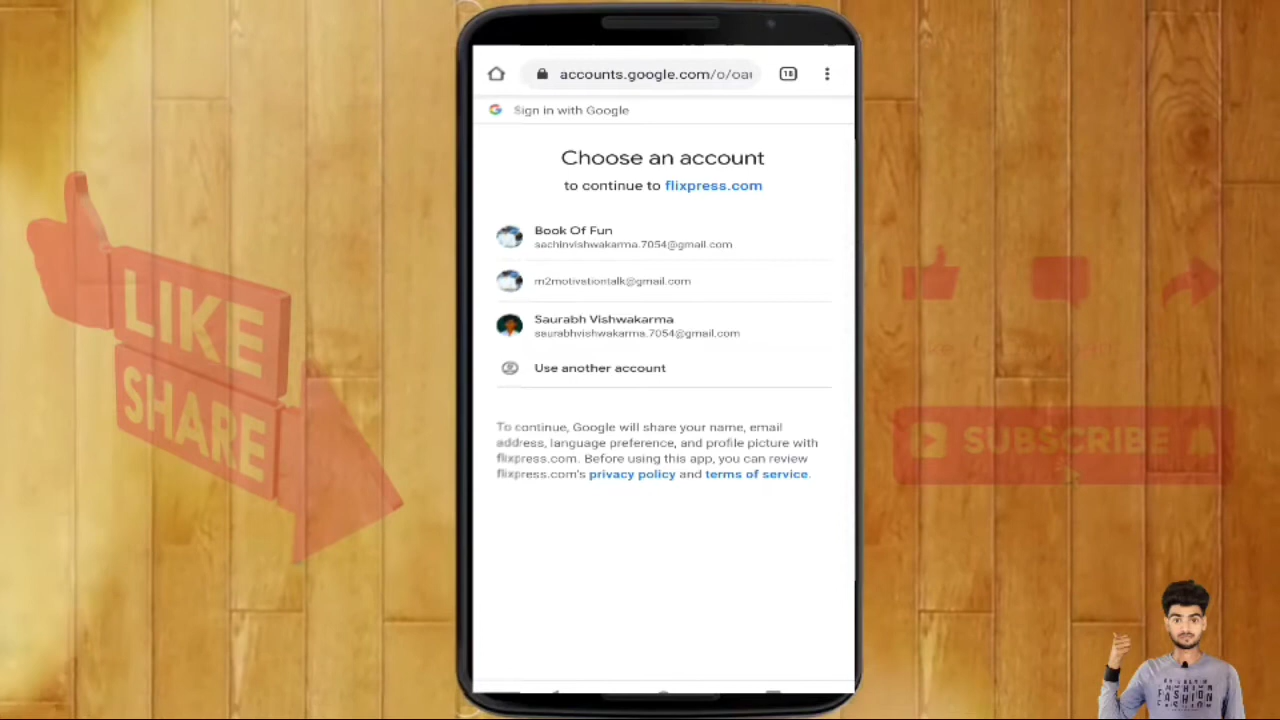 accounts.google.com/o/oau
18
Sign in with Google
Choose an account
to continue to flixpress.com
Book Of Fun
sachinvishwakarma.7054@gmail.com
m2motivationtalk@gmail.com
Saurabh Vishwakarma
saurabhvishwakarma.7054@gmail.com
Use another account
To continue, Google will share your name, email
address, language preference, and profile picture with
flixpress.com. Before using this app, you can review
flixpress.com's privacy policy and terms of service.
LIKE
SHARE
SUBSCRIBE
FASHION